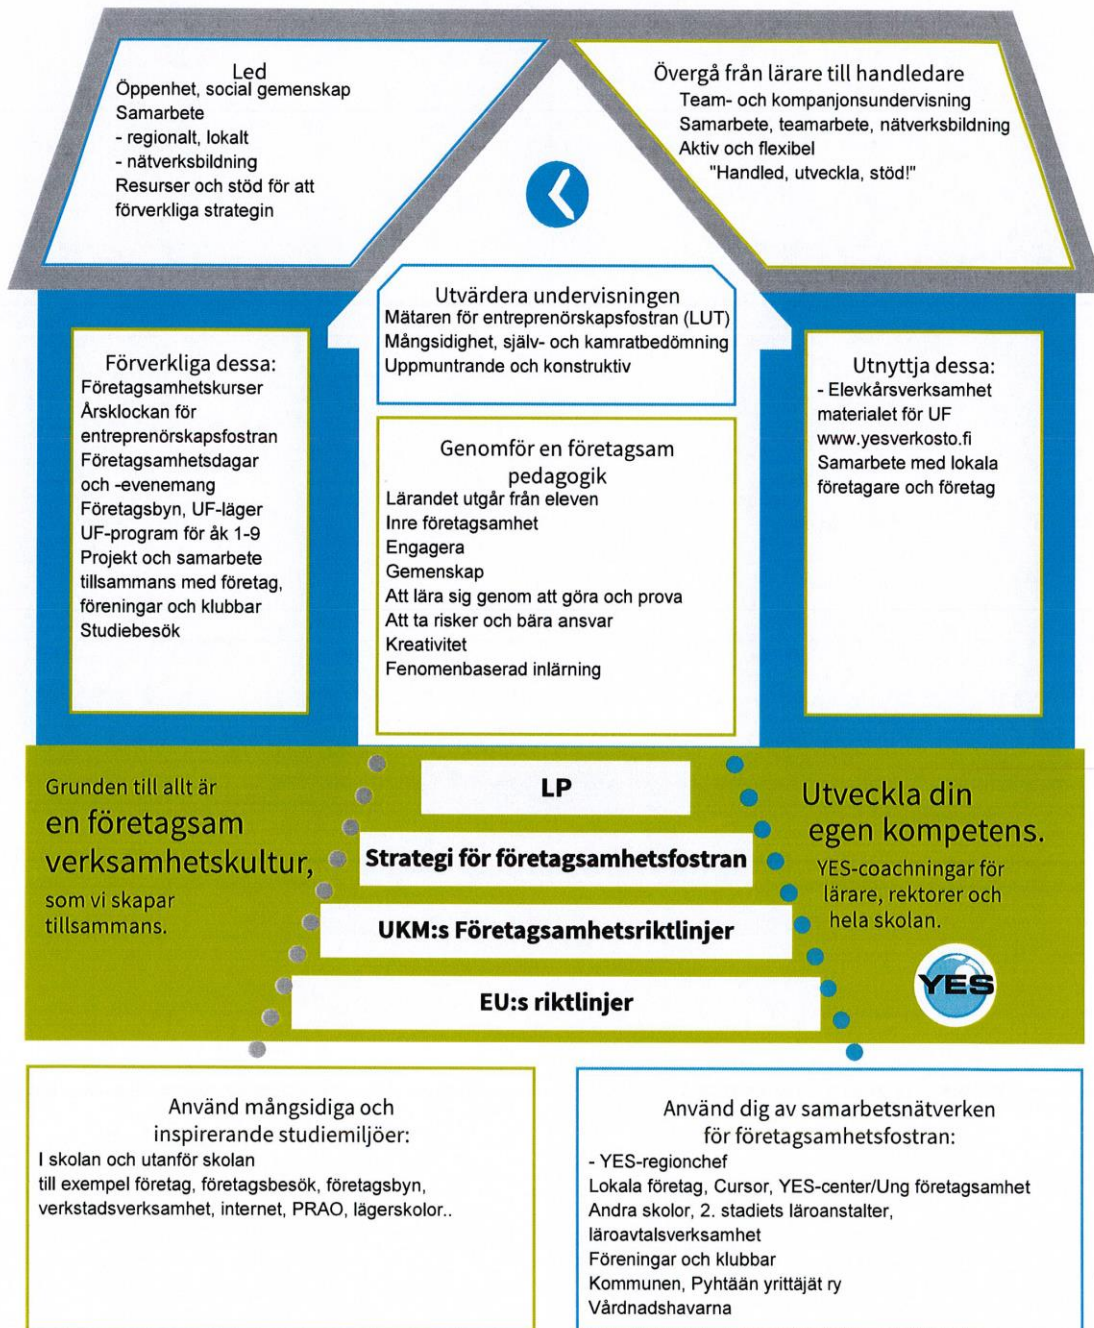 Led
Öppenhet, social gemenskap
Samarbete
- regionalt, lokalt
- nätverksbildning
Resurser och stöd för att
förverkliga strategin
Övergå från lärare till handledare
Team- och kompanjonsundervisning
Samarbete, teamarbete, nätverksbildning
Aktiv och flexibel
"Handled, utveckla, stöd!"
Utvärdera undervisningen
Mätaren för entreprenörskapsfostran (LUT)
Mångsidighet, själv- och kamratbedömning
Uppmuntrande och konstruktiv
Förverkliga dessa:
Företagsamhetskurser
Årsklockan för
entreprenörskapsfostran
Företagsamhetsdagar
och -evenemang
Företagsbyn, UF-läger
UF-program för åk 1-9
Projekt och samarbete
tillsammans med företag,
föreningar och klubbar
Studiebesök
Genomför en företagsam
pedagogik
Lärandet utgår från eleven
Inre företagsamhet
Engagera
Gemenskap
Att lära sig genom att göra och prova
Att ta risker och bära ansvar
Kreativitet
Fenomenbaserad inlärning
Utnyttja dessa:
- Elevkårsverksamhet
materialet för UF
www.yesverkosto.fi
Samarbete med lokala
företagare och företag
Grunden till allt är
en företagsam
verksamhetskultur,
som vi skapar
tillsammans.
LP
Strategi för företagsamhetsfostran
UKM:s Företagsamhetsriktlinjer
EU:s riktlinjer
Utveckla din
egen kompetens.
YES-coachningar för
lärare, rektorer och
hela skolan.
YES
Använd mångsidiga och
inspirerande studiemiljöer:
I skolan och utanför skolan
till exempel företag, företagsbesök, företagsbyn,
verkstadsverksamhet, internet, PRAO, lägerskolor..
Använd dig av samarbetsnätverken
för företagsamhetsfostran:
- YES-regionchef
Lokala företag, Cursor, YES-center/Ung företagsamhet
Andra skolor, 2. stadiets läroanstalter,
läroavtalsverksamhet
Föreningar och klubbar
Kommunen, Pyhtään yrittäjät ry
Vårdnadshavarna